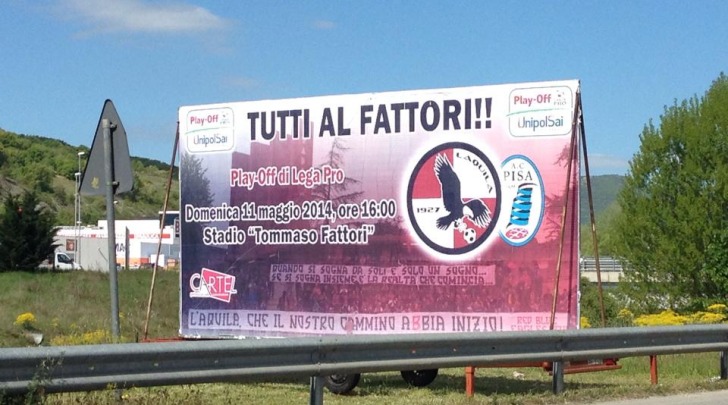 Play-Off
UnipolSai
TUTTI AL FATTORI!!
Play-Off
UnipolSai
Play-Off di Lega Pro
Domenica 11 maggio 2014, ore 16:00
Stadio "Tommaso Fattori"
L'AQUILA
1927
A.C.
PISA
CARTEL
QUANDO SI SOGNA DA SOLI È SOLO UN SOGNO...
SE SI SOGNA INSIEME È LA REALTÀ CHE COMINCIA.
L'AQUILA, CHE IL NOSTRO CAMMINO ABBIA INIZIO!
RED BLUE